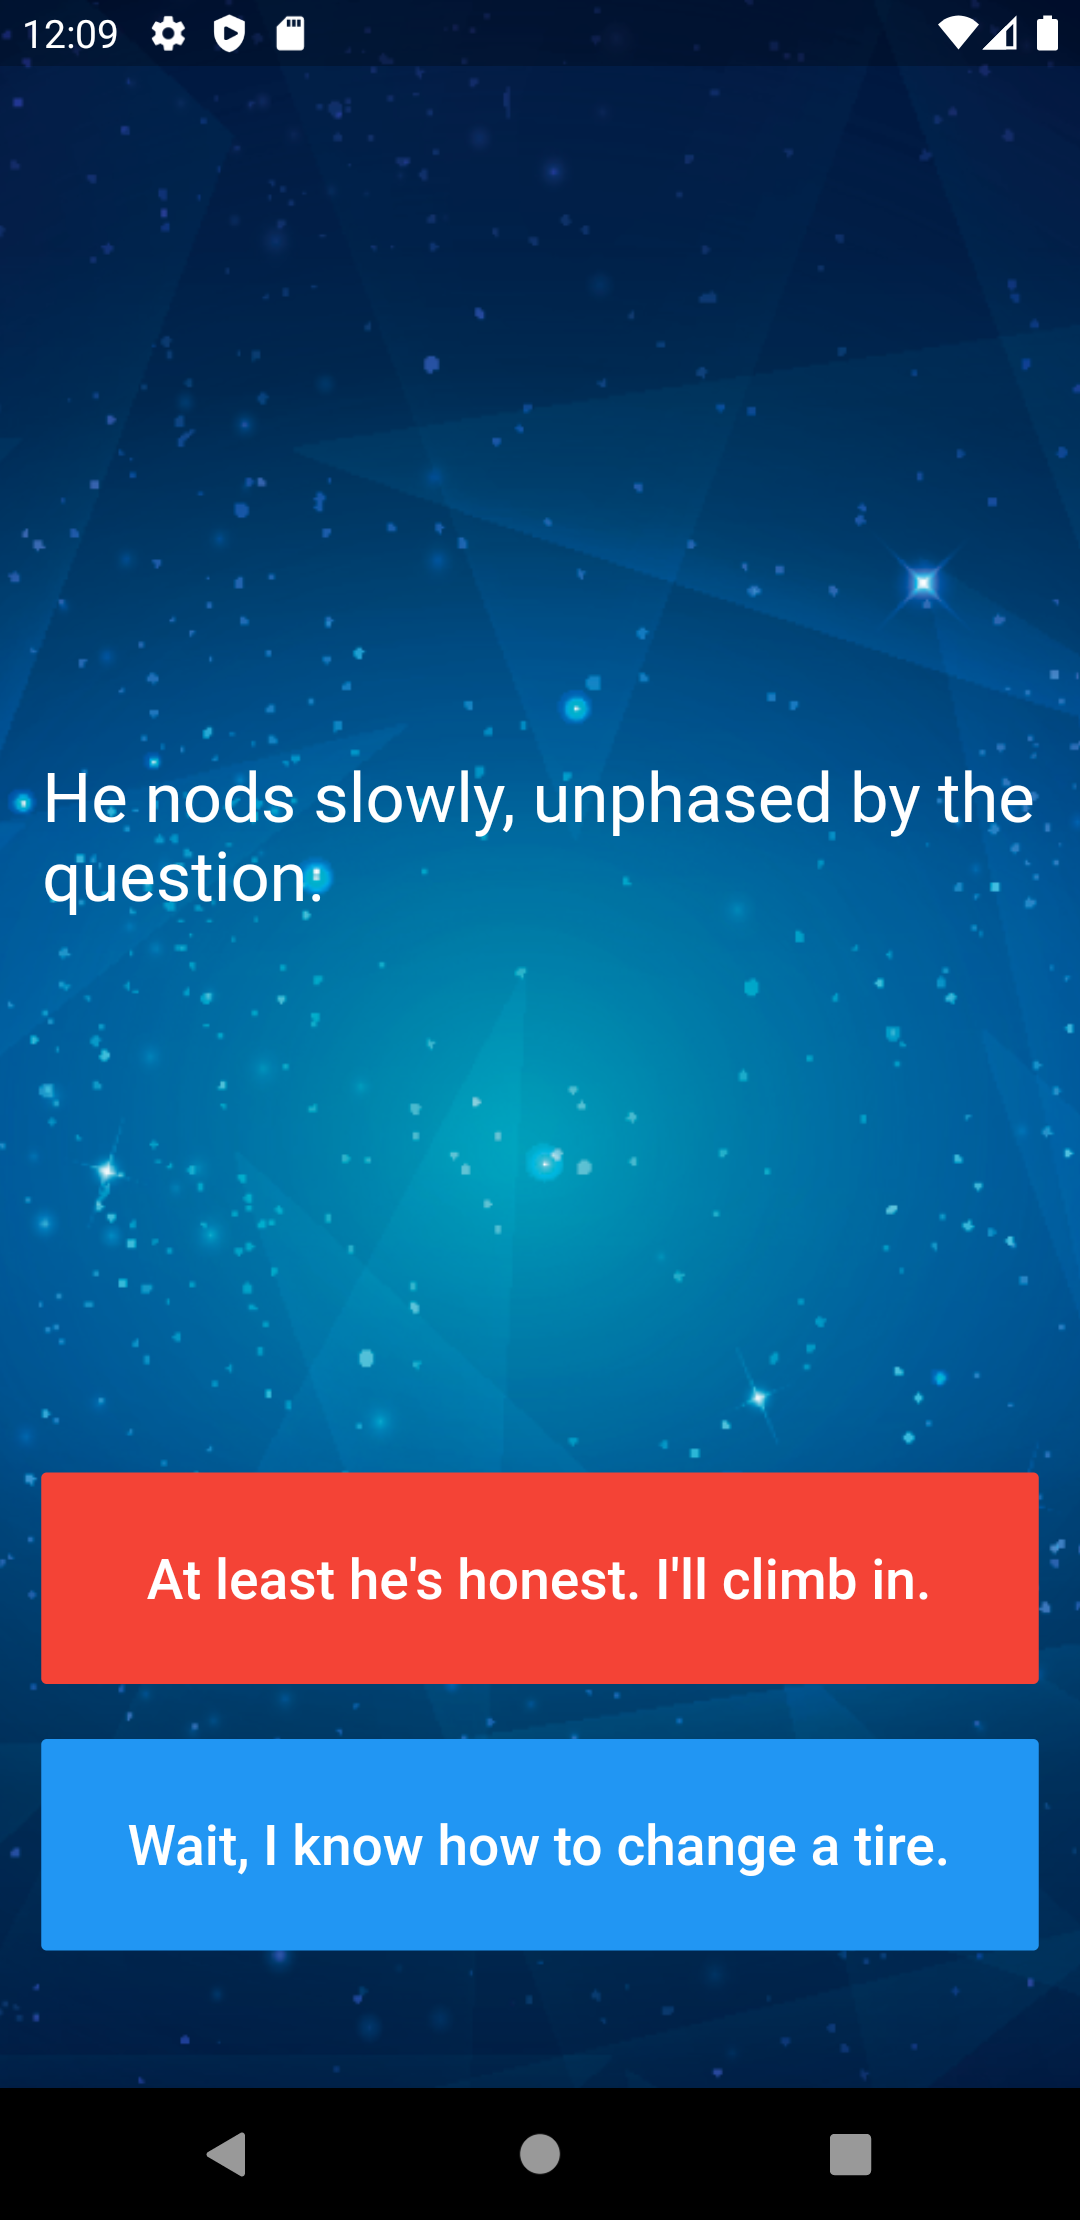 12:09
He nods slowly, unphased by the
question.
At least he's honest. I'll climb in.
Wait, I know how to change a tire.